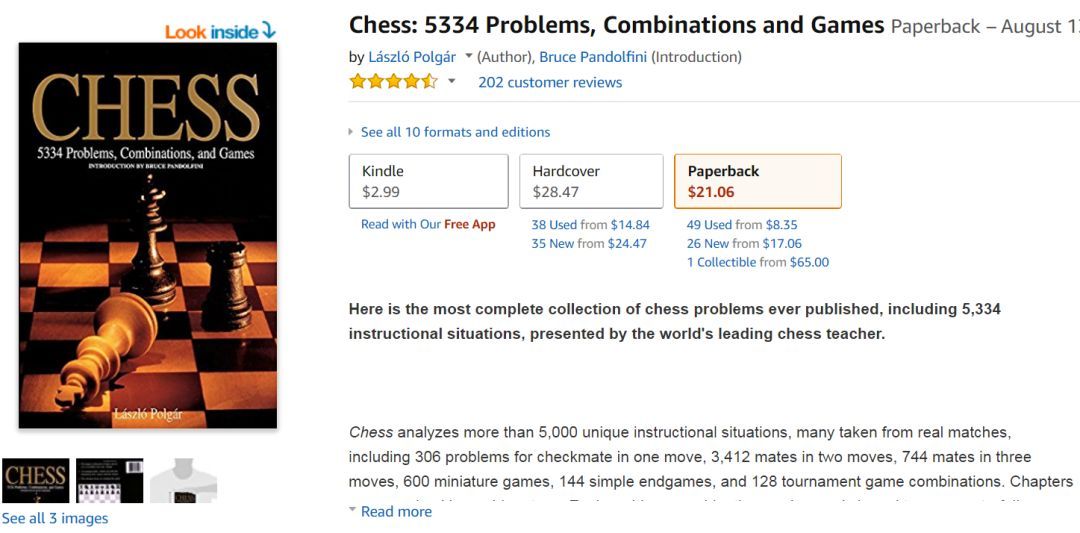 Look inside
CHESS
5334 Problems, Combinations, and Games
INTRODUCTION BY BRUCE PANDOLFINI
László Polgár
CHESS
CHESS
See all 3 images
Chess: 5334 Problems, Combinations and Games Paperback – August
by László Polgár (Author), Bruce Pandolfini (Introduction)
202 customer reviews
See all 10 formats and editions
Kindle
$2.99
Read with Our Free App
Hardcover
$28.47
38 Used from $14.84
35 New from $24.47
Paperback
$21.06
49 Used from $8.35
26 New from $17.06
1 Collectible from $65.00
Here is the most complete collection of chess problems ever published, including 5,334
instructional situations, presented by the world's leading chess teacher.
Chess analyzes more than 5,000 unique instructional situations, many taken from real matches,
including 306 problems for checkmate in one move, 3,412 mates in two moves, 744 mates in three
moves, 600 miniature games, 144 simple endgames, and 128 tournament game combinations. Chapters
Read more